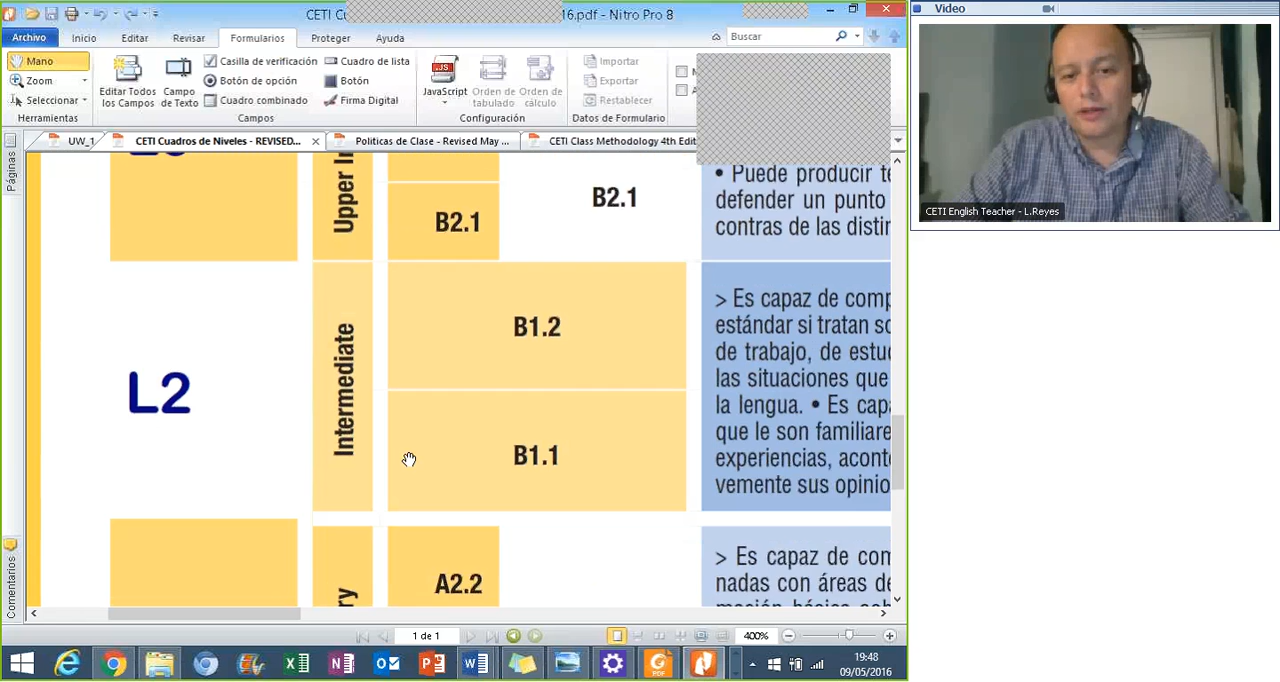 CETI Cu
16.pdf - Nitro Pro 8
Archivo
Inicio
Editar
Revisar
Formularios
Proteger
Ayuda
Buscar
Mano
Zoom
Seleccionar
Herramientas
Editar Todos
los Campos
Campo
de Texto
Casilla de verificación
Botón de opción
Cuadro combinado
Cuadro de lista
Botón
Firma Digital
Campos
JS
JavaScript
Orden de
tabulado
Orden de
cálculo
Configuración
Importar
Exportar
Restablecer
Datos de Formulario
UW_1
CETI Cuadros de Niveles - REVISED...
Politicas de Clase - Revised May ...
CETI Class Methodology 4th Edit
Páginas
Comentarios
Upper In
B2.1
B2.1
• Puede producir te
defender un punto
contras de las distin
L2
Intermediate
B1.2
B1.1
> Es capaz de comp
estándar si tratan so
de trabajo, de estud
las situaciones que
la lengua. • Es capa
que le son familiare
experiencias, aconte
vemente sus opinio
ry
A2.2
> Es capaz de com
nadas con áreas de
1 de 1
400%
19:48
09/05/2016
Video
CETI English Teacher - L.Reyes